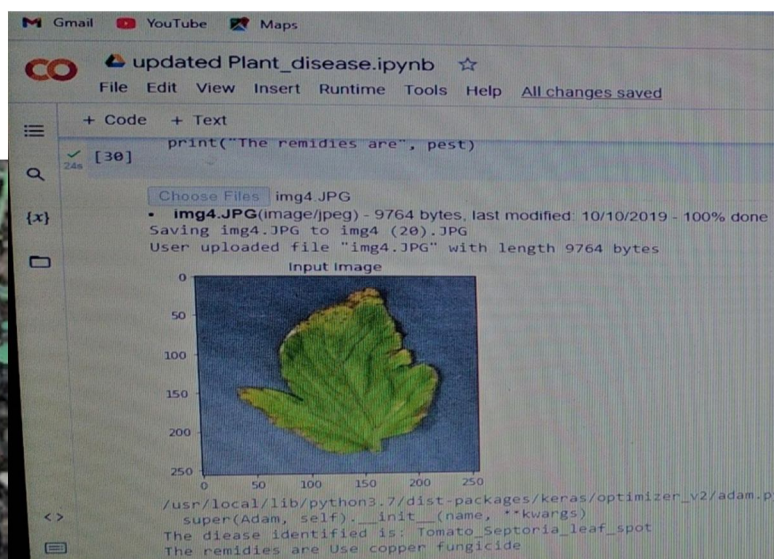 Gmail YouTube Maps
CO updated Plant_disease.ipynb
File Edit View Insert Runtime Tools Help All changes saved
+ Code + Text
print("The remidies are", pest)
[30]
24s
Choose Files img4.JPG
• img4.JPG(image/jpeg) - 9764 bytes, last modified: 10/10/2019 - 100% done
Saving img4.JPG to img4 (20).JPG
User uploaded file "img4.JPG" with length 9764 bytes
Input Image
0
50
100
150
200
250
0 50 100 150 200 250
{x}
/usr/local/lib/python3.7/dist-packages/keras/optimizer_v2/adam.p
<> super(Adam, self).__init__(name, **kwargs)
The diease identified is: Tomato_Septoria_leaf_spot
The remidies are Use copper fungicide